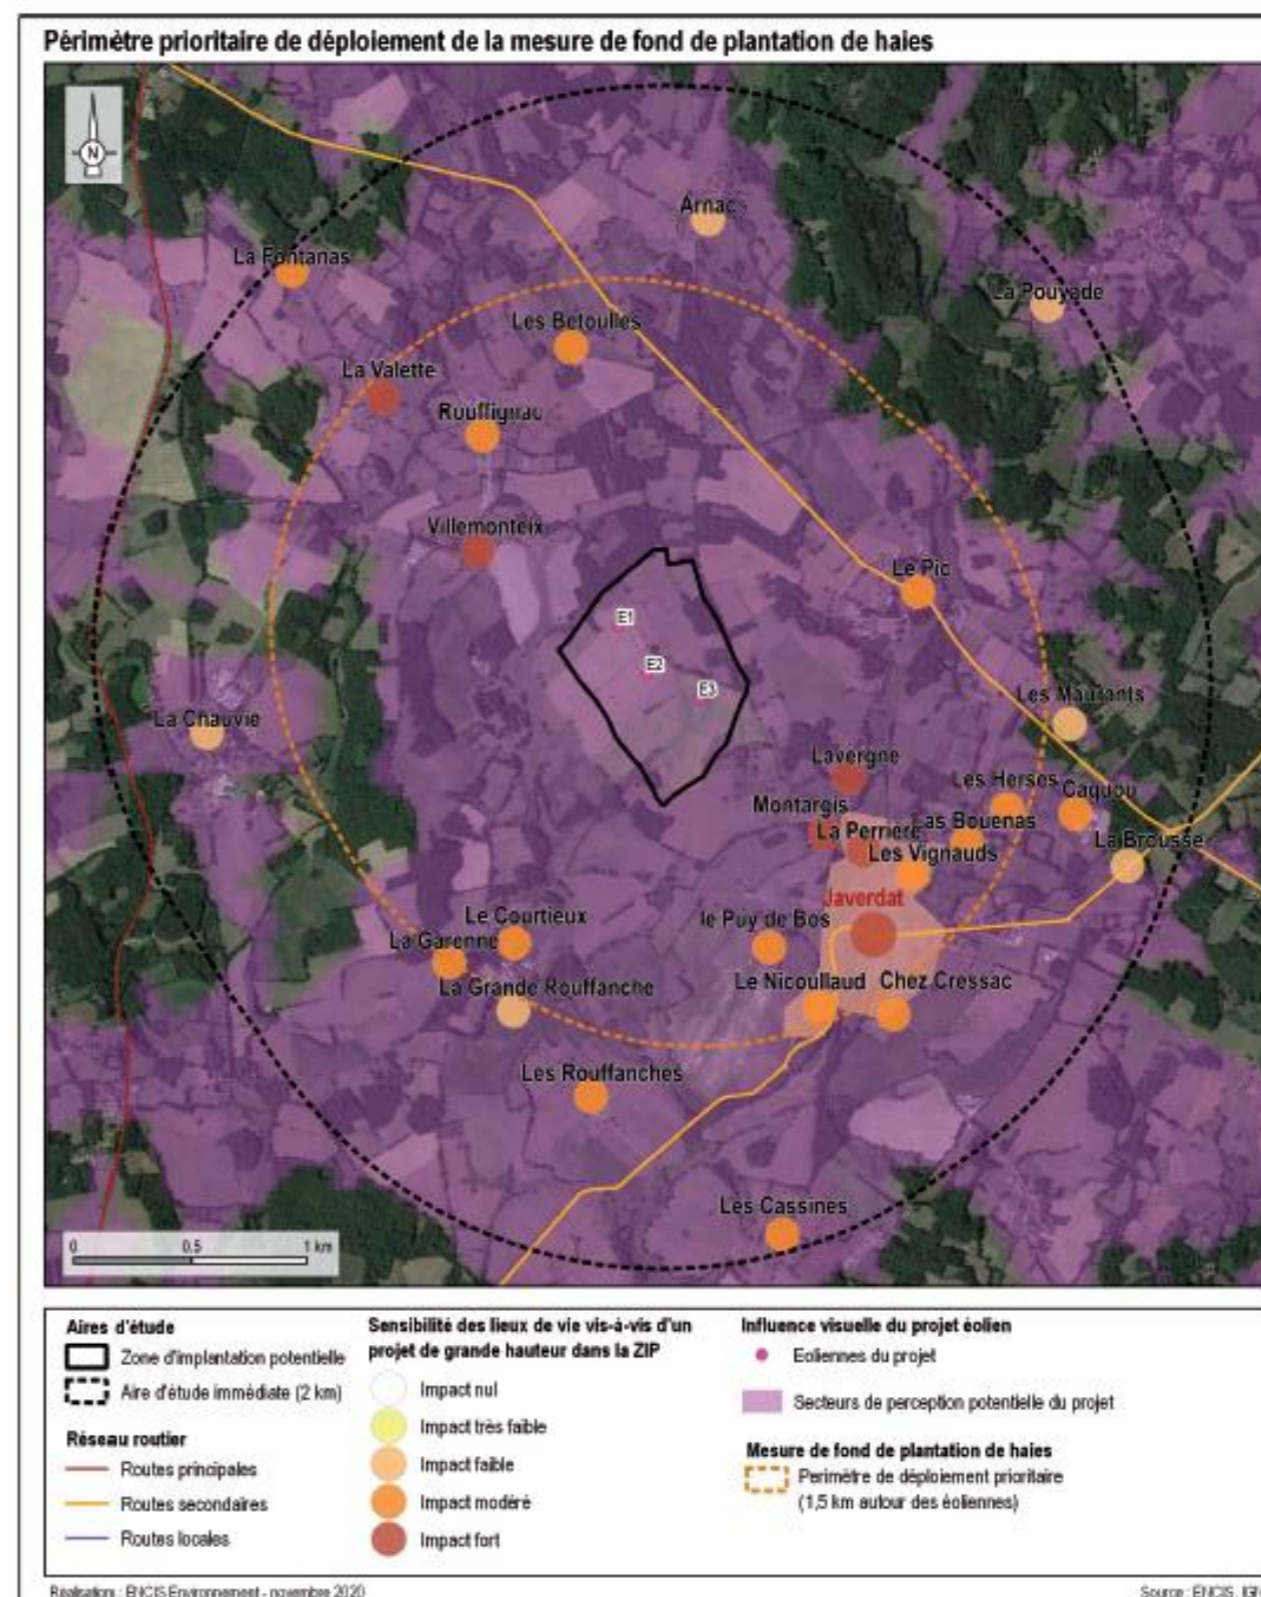 Périmètre prioritaire de déploiement de la mesure de fond de plantation de haies
N
Arnac
La Fontanas
La Pouyade
Les Betoulles
La Valette
Rouffignac
Villemonteix
Le Pic
E1
E2
E3
Les Maurants
La Chauvie
Lavergne
Les Herses
Caquou
Montargis
Las Bouenas
La Perrière
La Brousse
Les Vignauds
Javerdat
Le Courtieux
le Puy de Bos
La Garenne
Le Nicoullaud
Chez Cressac
La Grande Rouffanche
Les Rouffanches
Les Cassines
0 0.5 1 km
Aires d'étude
Zone d'implantation potentielle
Aire d'étude immédiate (2 km)
Réseau routier
Routes principales
Routes secondaires
Routes locales
Sensibilité des lieux de vie vis-à-vis d'un
projet de grande hauteur dans la ZIP
Impact nul
Impact très faible
Impact faible
Impact modéré
Impact fort
Influence visuelle du projet éolien
Eoliennes du projet
Secteurs de perception potentielle du projet
Mesure de fond de plantation de haies
Perimètre de déploiement prioritaire
(1,5 km autour des éoliennes)
Réalisation : ENCIS Environnement - novembre 2020
Source : ENCIS, IGN